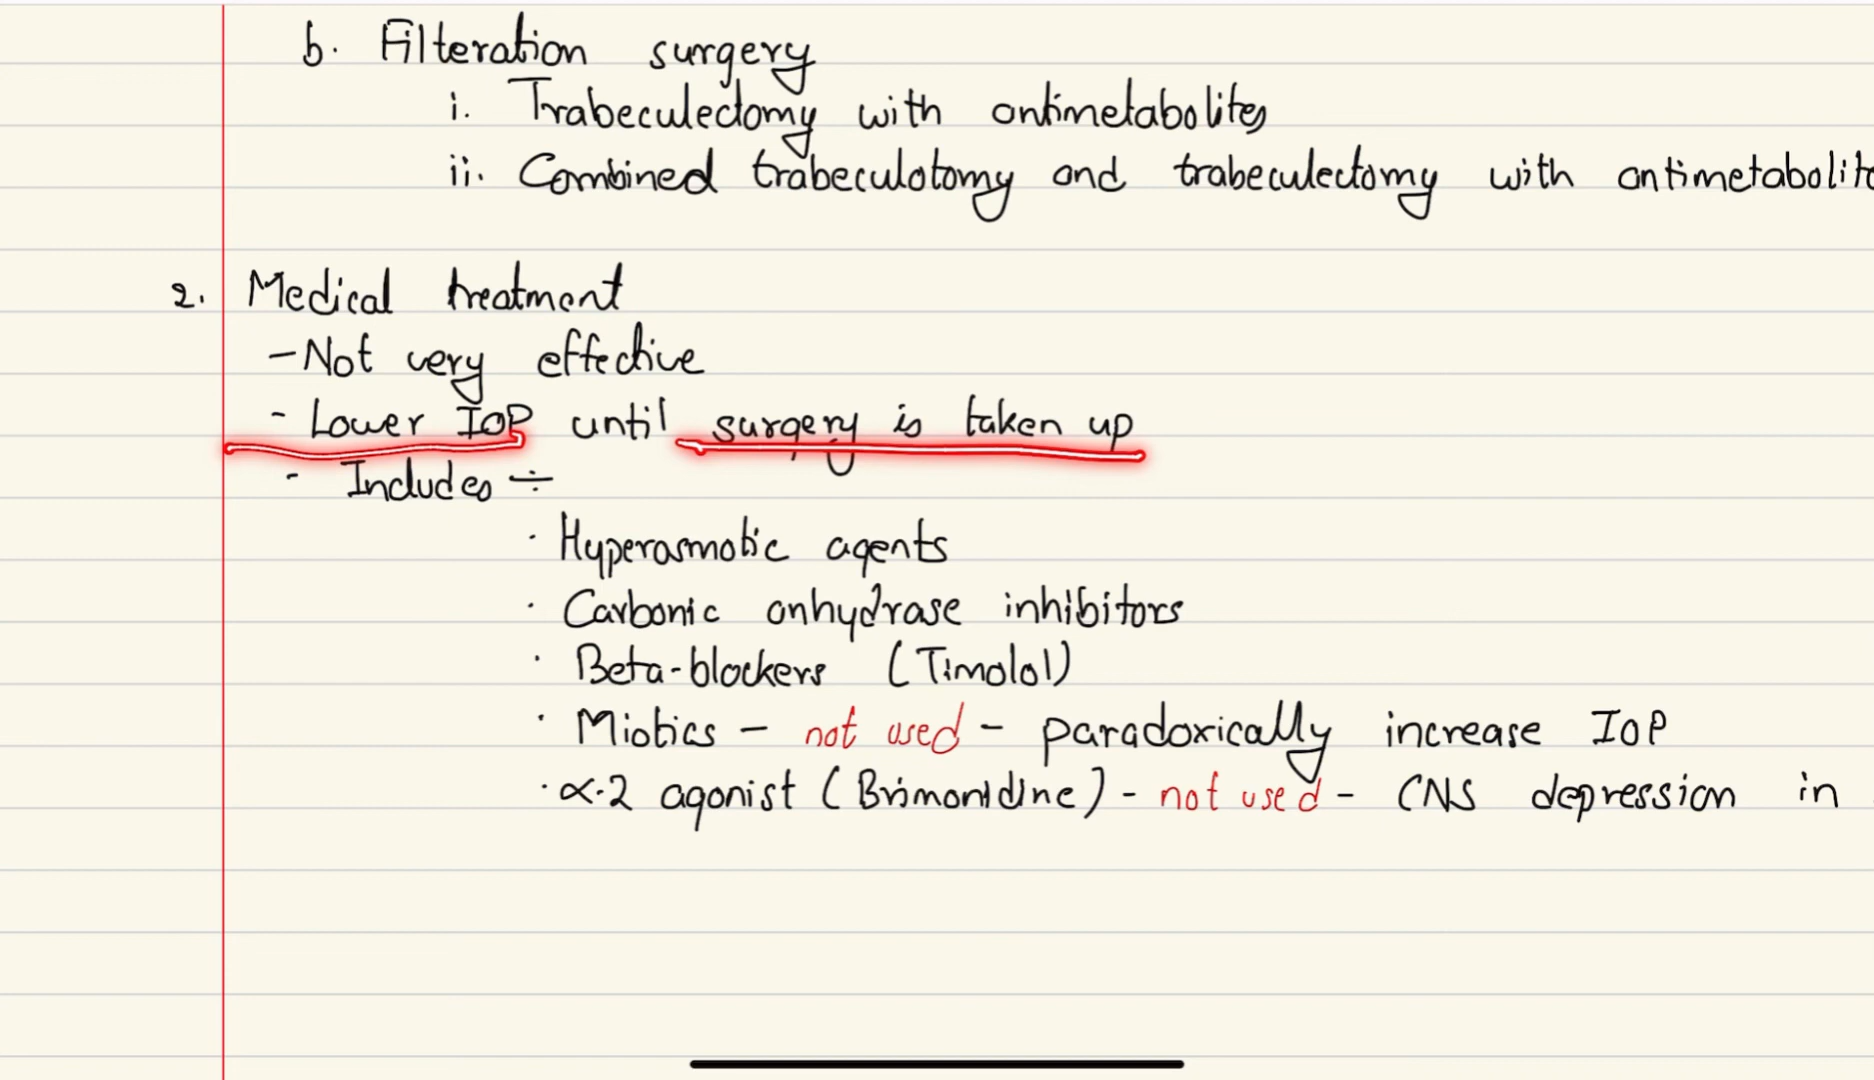 b. Filteration surgery
i. Trabeculectomy with antimetabolites
ii. Combined trabeculotomy and trabeculectomy with antimetabolite
2. Medical treatment
- Not very effective
- Lower IOP until surgery is taken up
- Includes ÷
· Hyperosmotic agents
· Carbonic anhydrase inhibitors
· Beta-blockers (Timolol)
· Miotics - not used - paradoxically increase IOP
· α-2 agonist (Brimonidine) - not used - CNS depression in